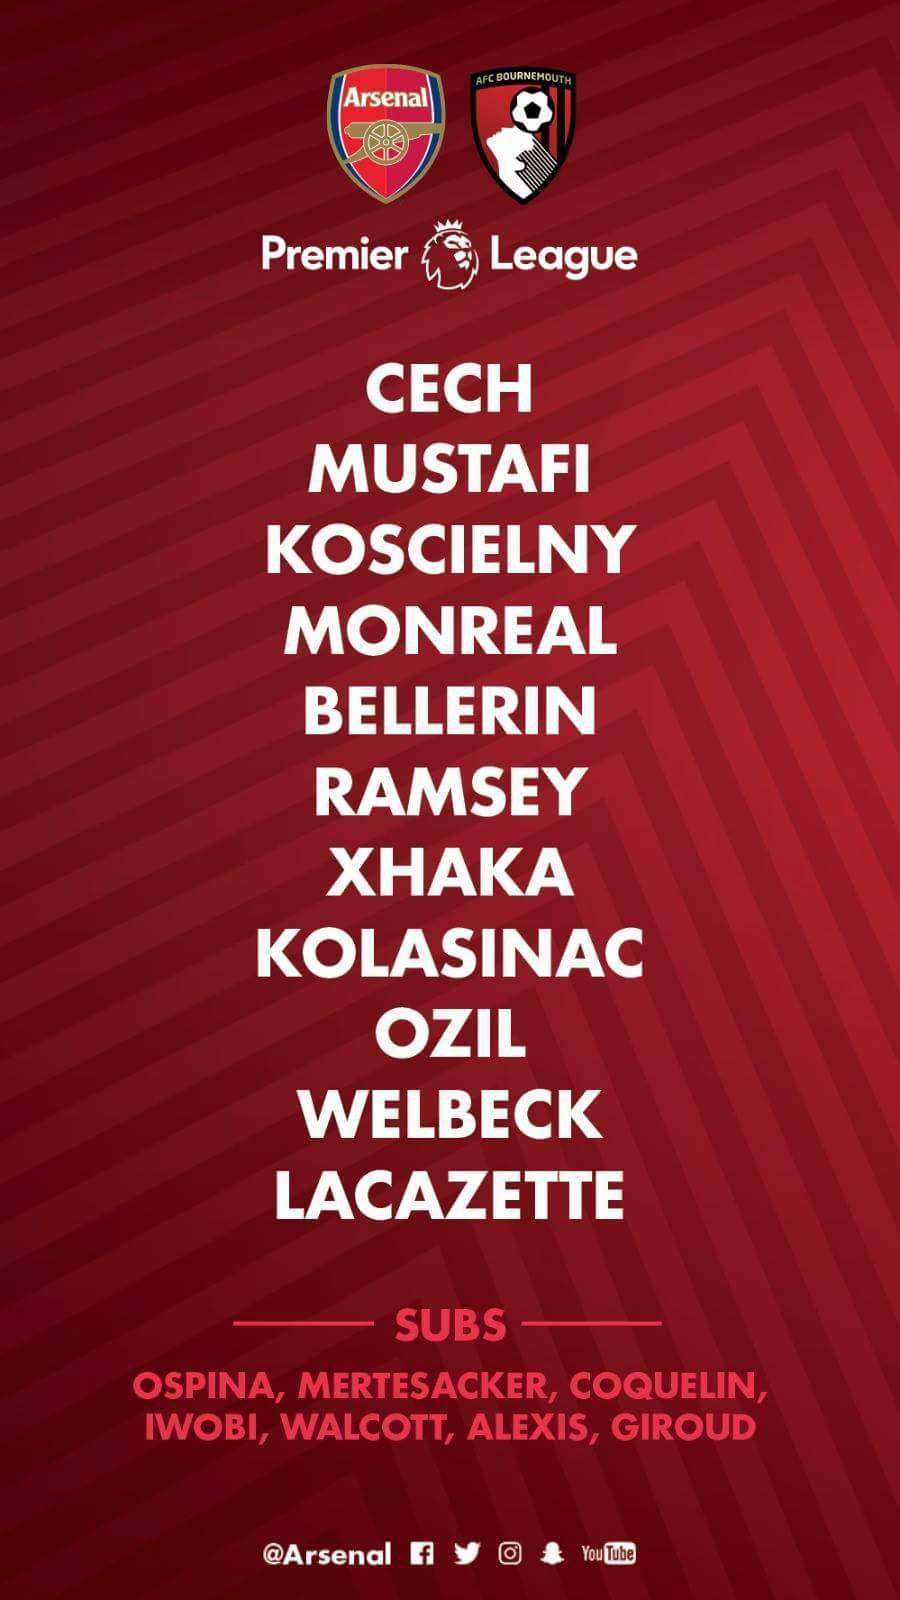 Arsenal
AFC BOURNEMOUTH
Premier League
CECH
MUSTAFI
KOSCIELNY
MONREAL
BELLERIN
RAMSEY
XHAKA
KOLASINAC
OZIL
WELBECK
LACAZETTE
SUBS
OSPINA, MERTESACKER, COQUELIN,
IWOBI, WALCOTT, ALEXIS, GIROUD
@Arsenal YouTube